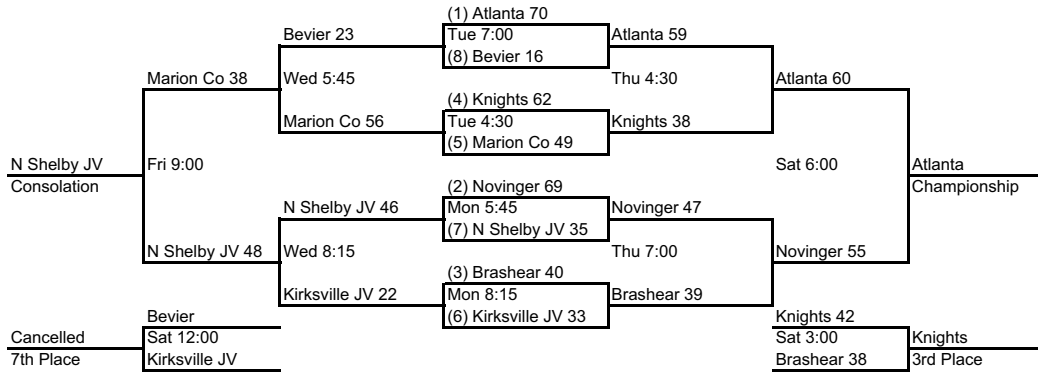 (1) Atlanta 70
Bevier 23
Tue 7:00
Atlanta 59
(8) Bevier 16
Marion Co 38
Wed 5:45
Thu 4:30
Atlanta 60
(4) Knights 62
Marion Co 56
Tue 4:30
Knights 38
(5) Marion Co 49
N Shelby JV
Fri 9:00
Sat 6:00
Atlanta
Consolation
(2) Novinger 69
Championship
N Shelby JV 46
Mon 5:45
Novinger 47
(7) N Shelby JV 35
N Shelby JV 48
Wed 8:15
Thu 7:00
Novinger 55
(3) Brashear 40
Kirksville JV 22
Mon 8:15
Brashear 39
(6) Kirksville JV 33
Bevier
Knights 42
Cancelled
Sat 12:00
Sat 3:00
Knights
7th Place
Kirksville JV
Brashear 38
3rd Place